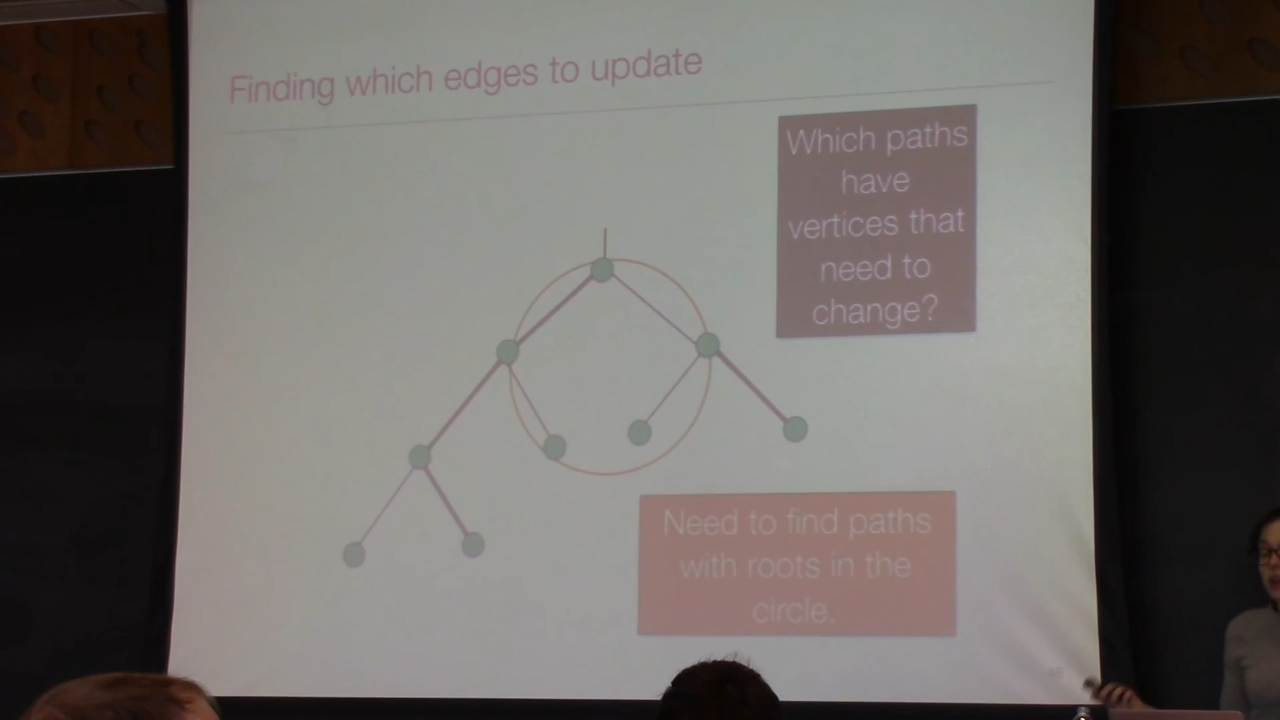 Finding which edges to update
Which paths
have
vertices that
need to
change?
Need to find paths
with roots in the
circle.